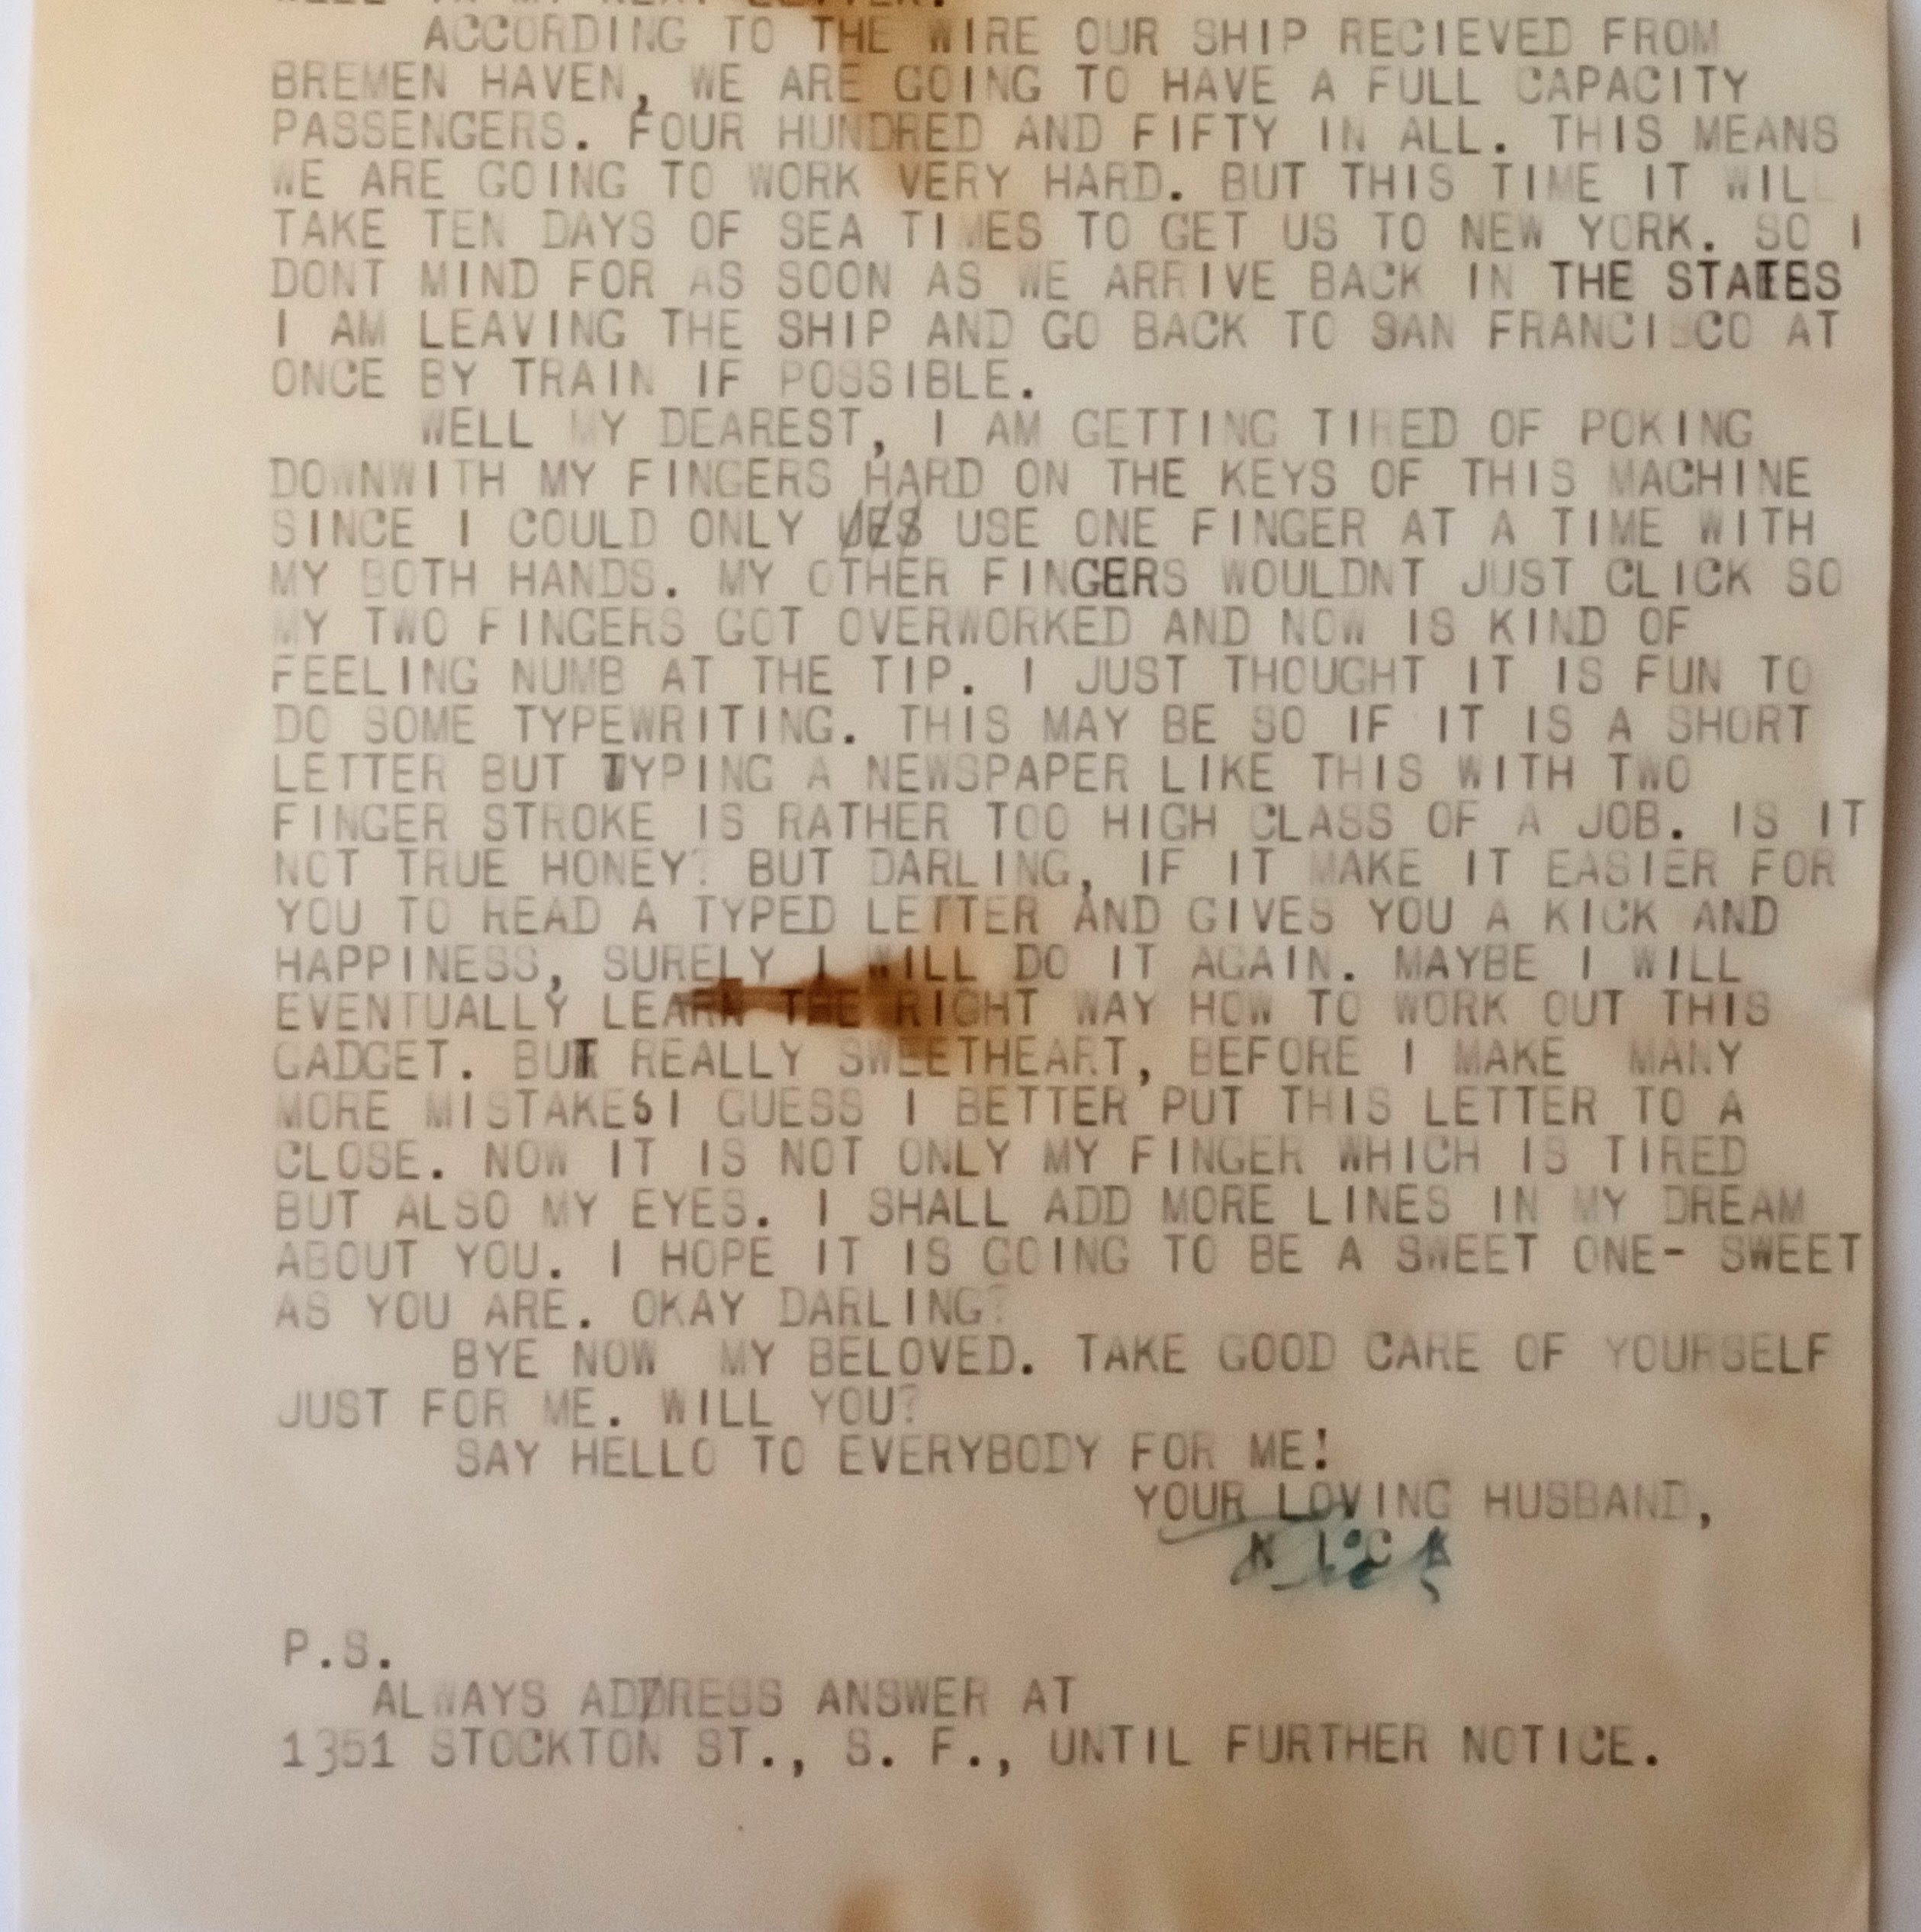 WELL IN MY NEXT LETTER.
ACCORDING TO THE WIRE OUR SHIP RECIEVED FROM
BREMEN HAVEN, WE ARE GOING TO HAVE A FULL CAPACITY
PASSENGERS. FOUR HUNDRED AND FIFTY IN ALL. THIS MEANS
WE ARE GOING TO WORK VERY HARD. BUT THIS TIME IT WILL
TAKE TEN DAYS OF SEA TIMES TO GET US TO NEW YORK. SO I
DONT MIND FOR AS SOON AS WE ARRIVE BACK IN THE STATES
I AM LEAVING THE SHIP AND GO BACK TO SAN FRANCISCO AT
ONCE BY TRAIN IF POSSIBLE.
WELL MY DEAREST, I AM GETTING TIRED OF POKING
DOWNWITH MY FINGERS HARD ON THE KEYS OF THIS MACHINE
SINCE I COULD ONLY UES USE ONE FINGER AT A TIME WITH
MY BOTH HANDS. MY OTHER FINGERS WOULDNT JUST CLICK SO
MY TWO FINGERS GOT OVERWORKED AND NOW IS KIND OF
FEELING NUMB AT THE TIP. I JUST THOUGHT IT IS FUN TO
DO SOME TYPEWRITING. THIS MAY BE SO IF IT IS A SHORT
LETTER BUT TYPING A NEWSPAPER LIKE THIS WITH TWO
FINGER STROKE IS RATHER TOO HIGH CLASS OF A JOB. IS IT
NOT TRUE HONEY? BUT DARLING, IF IT MAKE IT EASIER FOR
YOU TO READ A TYPED LETTER AND GIVES YOU A KICK AND
HAPPINESS, SURELY I WILL DO IT AGAIN. MAYBE I WILL
EVENTUALLY LEARN THE RIGHT WAY HOW TO WORK OUT THIS
GADGET. BUT REALLY SWEETHEART, BEFORE I MAKE MANY
MORE MISTAKES I GUESS I BETTER PUT THIS LETTER TO A
CLOSE. NOW IT IS NOT ONLY MY FINGER WHICH IS TIRED
BUT ALSO MY EYES. I SHALL ADD MORE LINES IN MY DREAM
ABOUT YOU. I HOPE IT IS GOING TO BE A SWEET ONE- SWEET
AS YOU ARE. OKAY DARLING?
BYE NOW MY BELOVED. TAKE GOOD CARE OF YOURSELF
JUST FOR ME. WILL YOU?
SAY HELLO TO EVERYBODY FOR ME!
YOUR LOVING HUSBAND,
N I C K
Nick
P.S.
ALWAYS ADDRESS ANSWER AT
1351 STOCKTON ST., S. F., UNTIL FURTHER NOTICE.